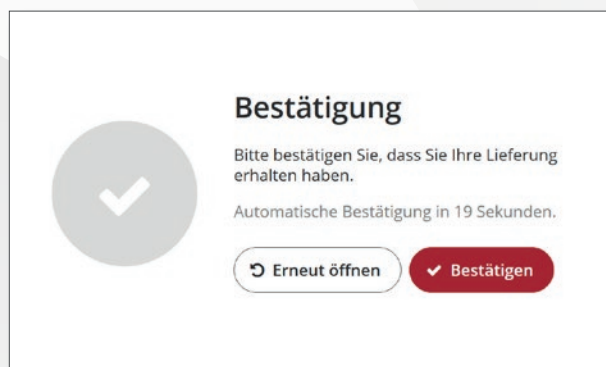 Bestätigung
Bitte bestätigen Sie, dass Sie Ihre Lieferung
erhalten haben.
Automatische Bestätigung in 19 Sekunden.
Erneut öffnen
Bestätigen